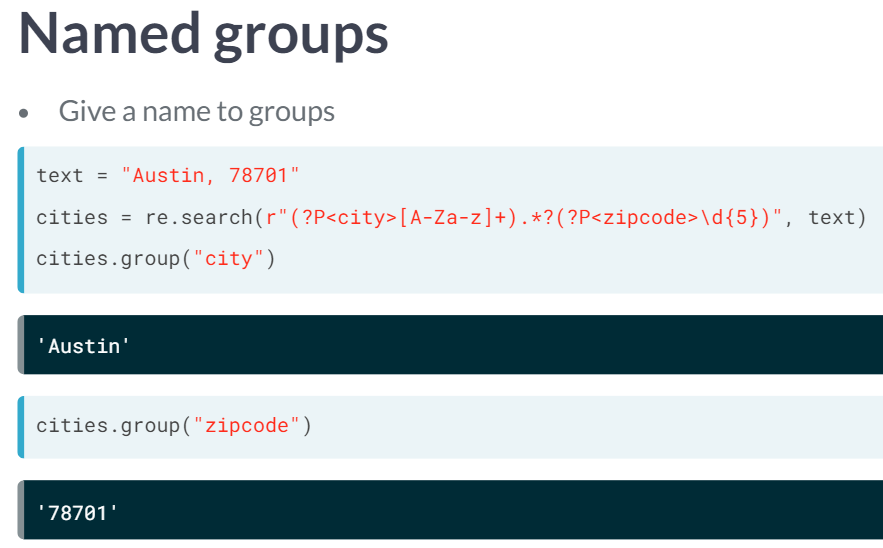 Named groups
• Give a name to groups
text = "Austin, 78701"
cities = re.search(r"(?P<city>[A-Za-z]+).*?(?P<zipcode>\d{5})", text)
cities.group("city")
'Austin'
cities.group("zipcode")
'78701'